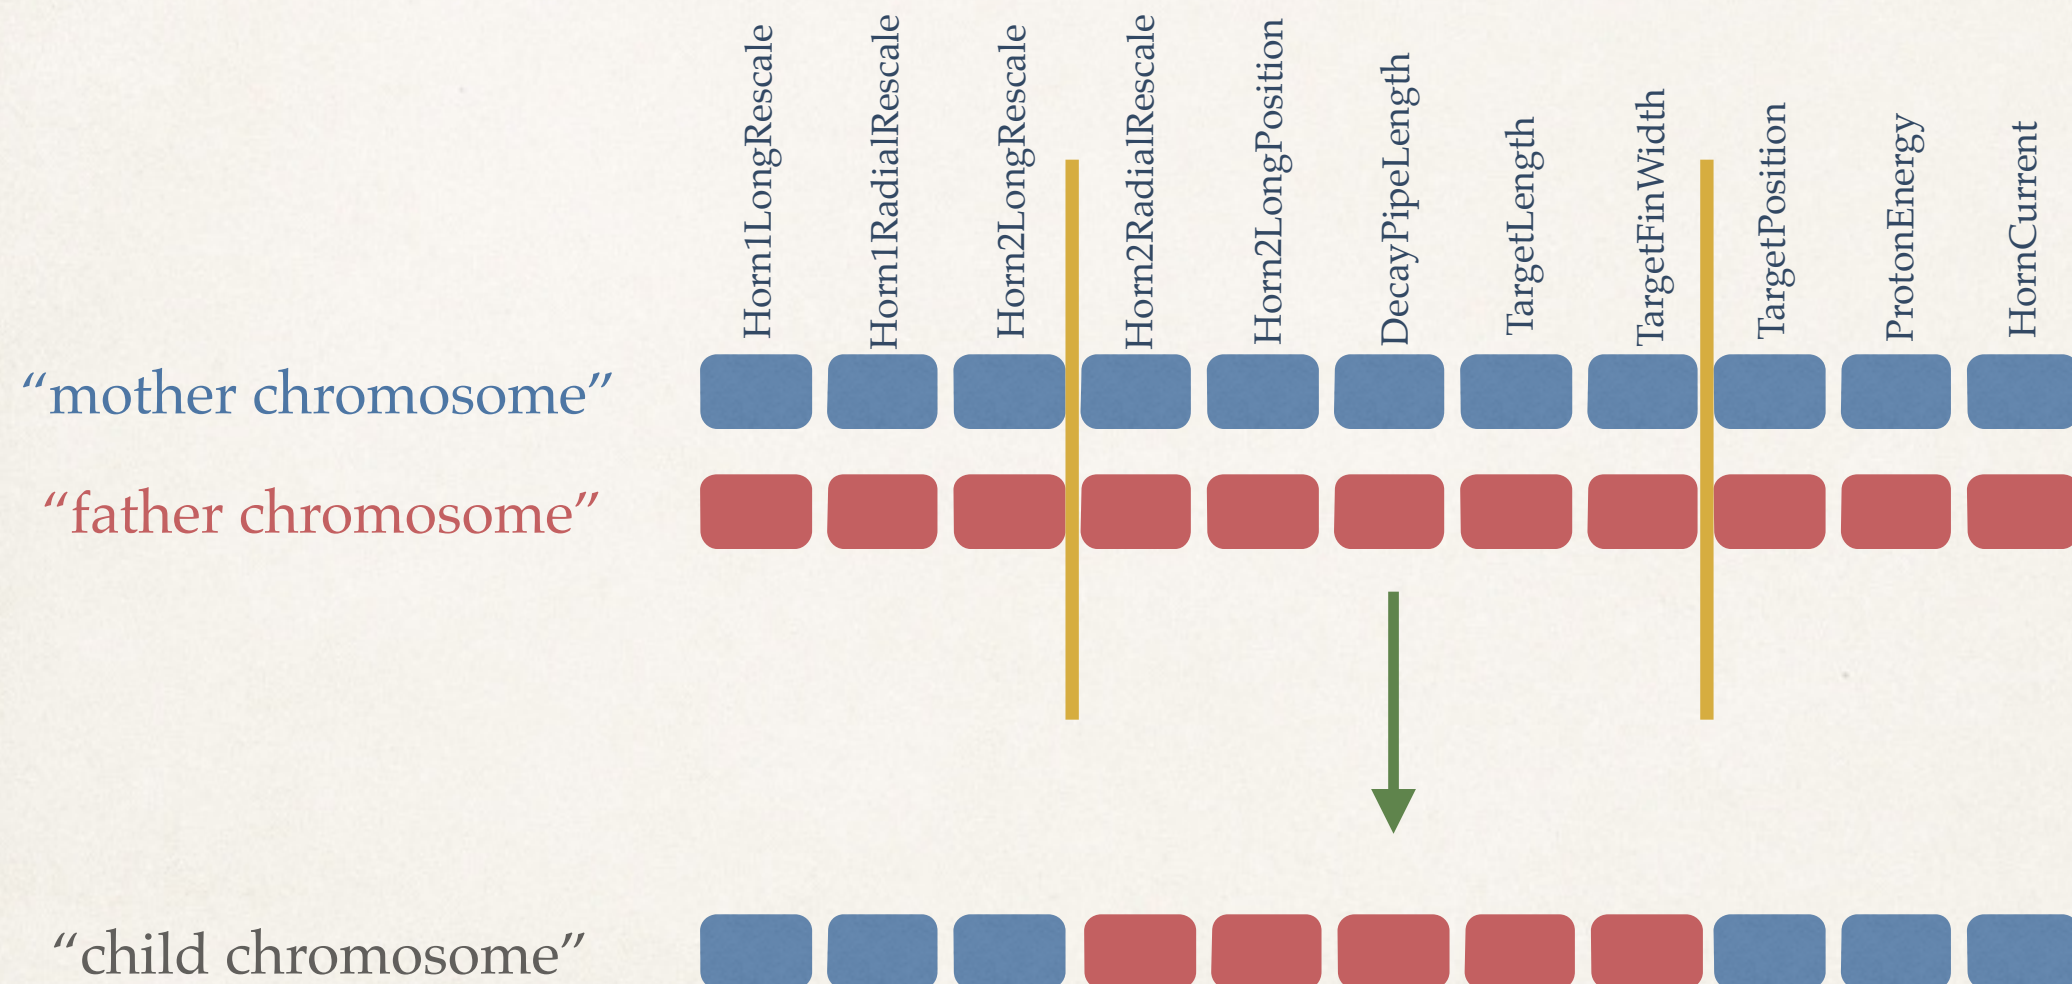 Horn1LongRescale
Horn1RadialRescale
Horn2LongRescale
Horn2RadialRescale
Horn2LongPosition
DecayPipeLength
TargetLength
TargetFinWidth
TargetPosition
ProtonEnergy
HornCurrent
“mother chromosome”
“father chromosome”
“child chromosome”